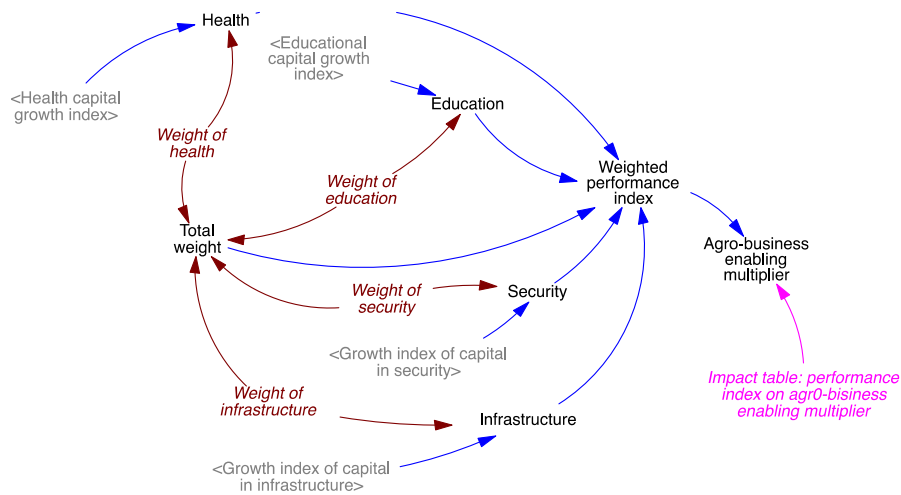 Health
<Educational
capital growth
index>
<Health capital
growth index>
Education
Weight of
health
Weighted
performance
index
Weight of
education
Total
weight
Agro-business
enabling
multiplier
Weight of
security
Security
<Growth index of capital
in security>
Impact table: performance
index on agr0-bisiness
enabling multiplier
Weight of
infrastructure
Infrastructure
<Growth index of capital
in infrastructure>